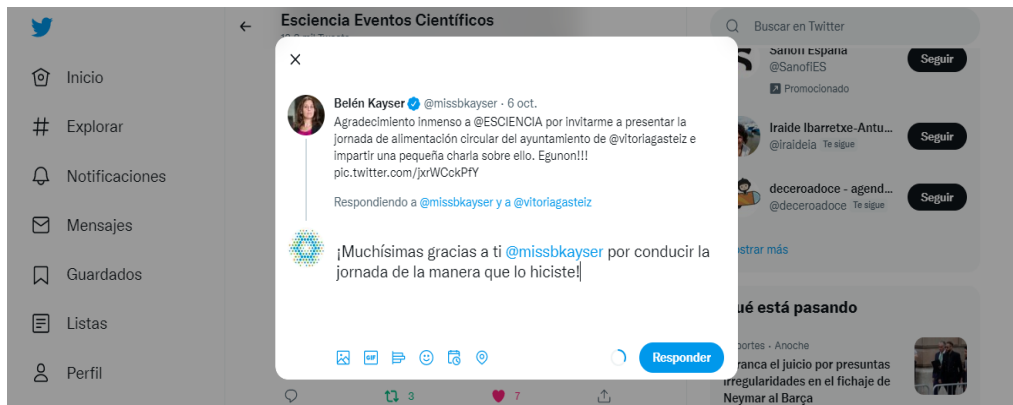 Esciencia Eventos Científicos
Buscar en Twitter
Inicio
Explorar
Notificaciones
Mensajes
Guardados
Listas
Perfil
Belén Kayser @missbkayser · 6 oct.
Agradecimiento inmenso a @ESCIENCIA por invitarme a presentar la
jornada de alimentación circular del ayuntamiento de @vitoriagasteiz e
impartir una pequeña charla sobre ello. Egunon!!!
pic.twitter.com/jxrWCckPfY
Respondiendo a @missbkayser y a @vitoriagasteiz
¡Muchísimas gracias a ti @missbkayser por conducir la
jornada de la manera que lo hiciste!
GIF
Responder
3
7
Sanofi España
@SanofiES
Seguir
Promocionado
Iraide Ibarretxe-Antu...
@iraideia Te sigue
Seguir
deceroadoce - agend...
@deceroadoce Te sigue
Seguir
ostrar más
ué está pasando
portes · Anoche
ranca el juicio por presuntas
irregularidades en el fichaje de
Neymar al Barça